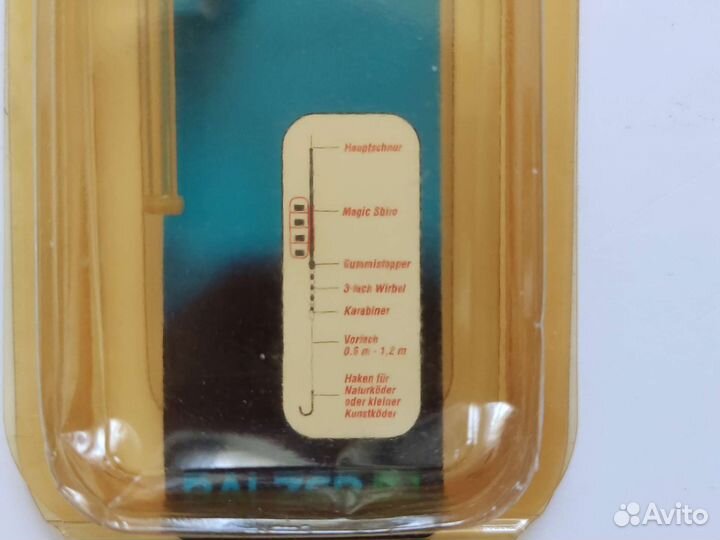 Hauptschnur
Magic Sbiro
Gummistopper
3-fach Wirbel
Karabiner
Vorfach
0,6 m - 1,2 m
Haken für
Naturköder
oder kleiner
Kunstköder
BALZER
Avito